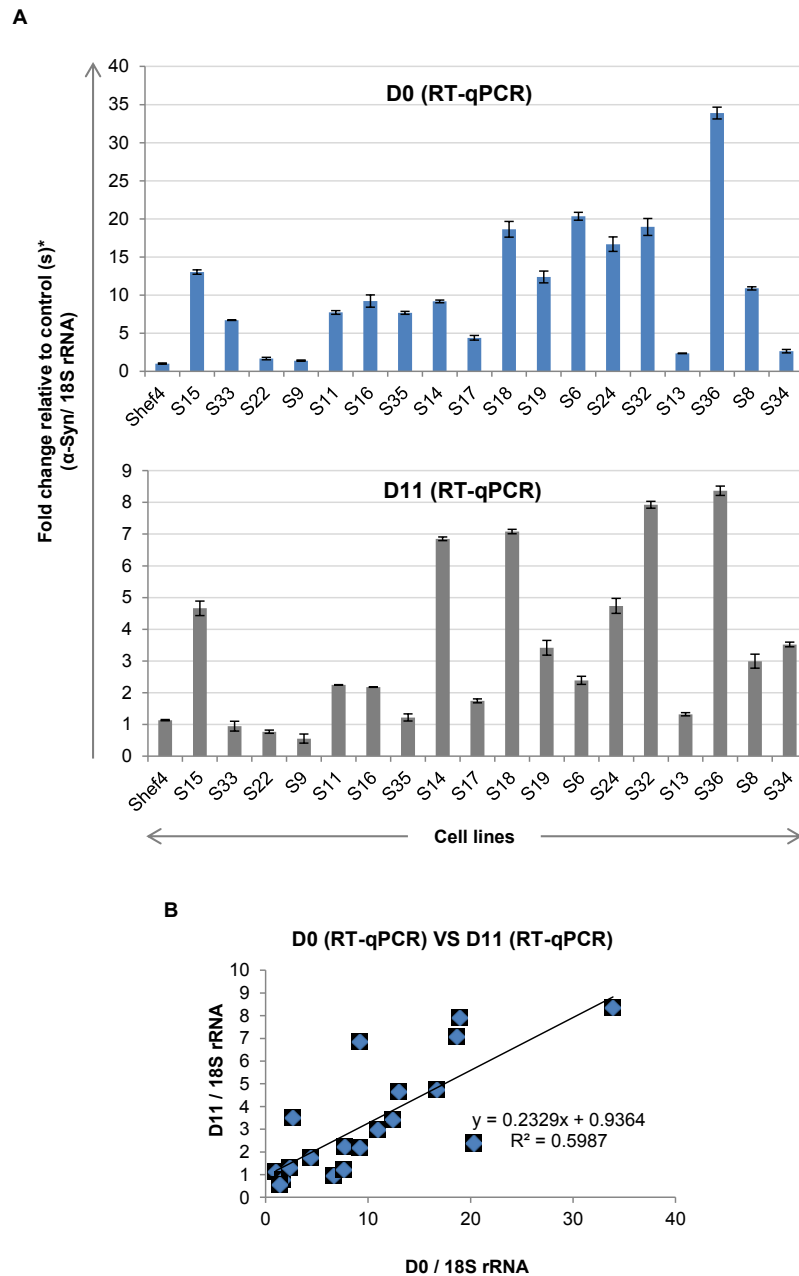 A
D0 (RT-qPCR)
Fold change relative to control (s)*
(α-Syn/ 18S rRNA)
40
35
30
25
20
15
10
5
0
Shef4 S15 S33 S22 S9 S11 S16 S35 S14 S17 S18 S19 S6 S24 S32 S13 S36 S8 S34
D11 (RT-qPCR)
9
8
7
6
5
4
3
2
1
0
Shef4 S15 S33 S22 S9 S11 S16 S35 S14 S17 S18 S19 S6 S24 S32 S13 S36 S8 S34
Cell lines
B
D0 (RT-qPCR) VS D11 (RT-qPCR)
D11 / 18S rRNA
10
9
8
7
6
5
4
3
2
1
0
y = 0.2329x + 0.9364
R² = 0.5987
0 10 20 30 40
D0 / 18S rRNA